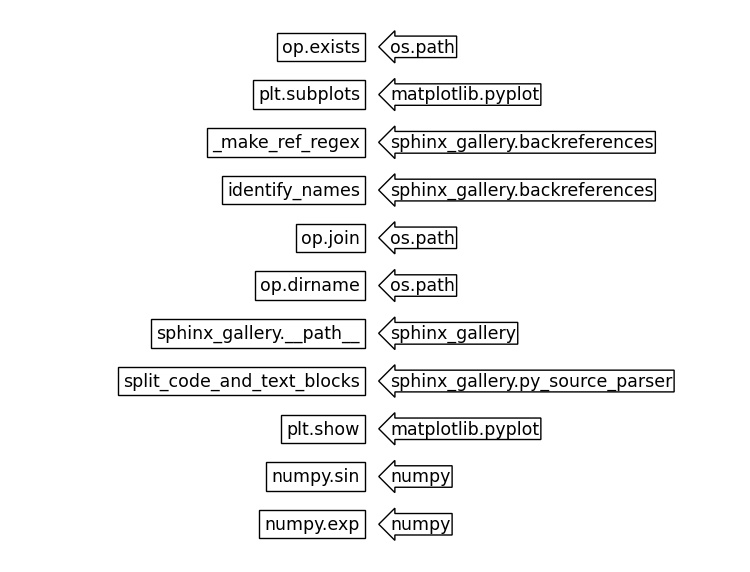 op.exists os.path
plt.subplots matplotlib.pyplot
_make_ref_regex sphinx_gallery.backreferences
identify_names sphinx_gallery.backreferences
op.join os.path
op.dirname os.path
sphinx_gallery.__path__ sphinx_gallery
split_code_and_text_blocks sphinx_gallery.py_source_parser
plt.show matplotlib.pyplot
numpy.sin numpy
numpy.exp numpy